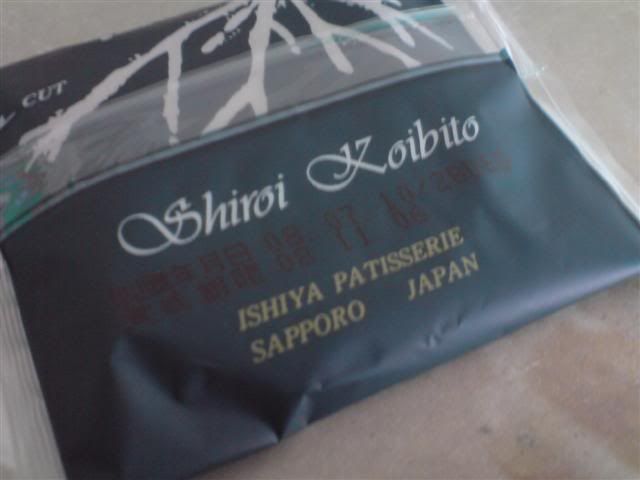 CUT
Shiroi Koibito
ISHIYA PATISSERIE
SAPPORO JAPAN